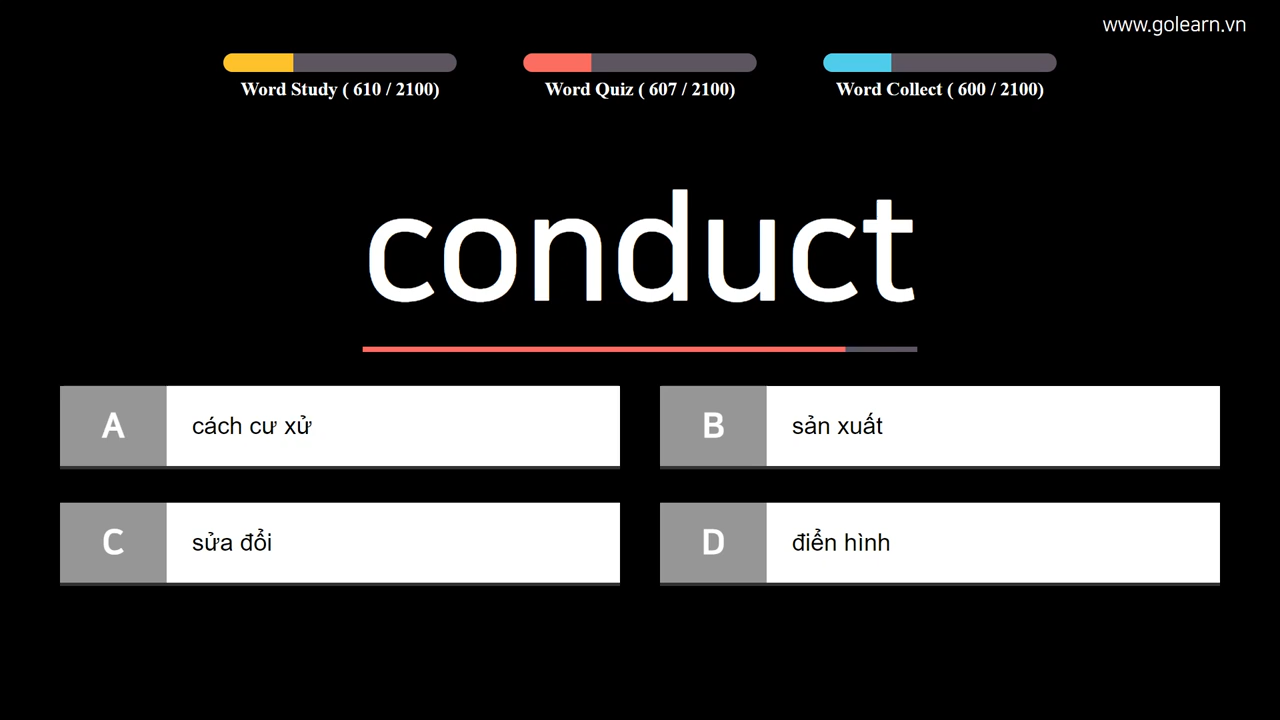 www.golearn.vn
Word Study ( 610 / 2100)
Word Quiz ( 607 / 2100)
Word Collect ( 600 / 2100)
conduct
A cách cư xử
B sản xuất
C sửa đổi
D điển hình